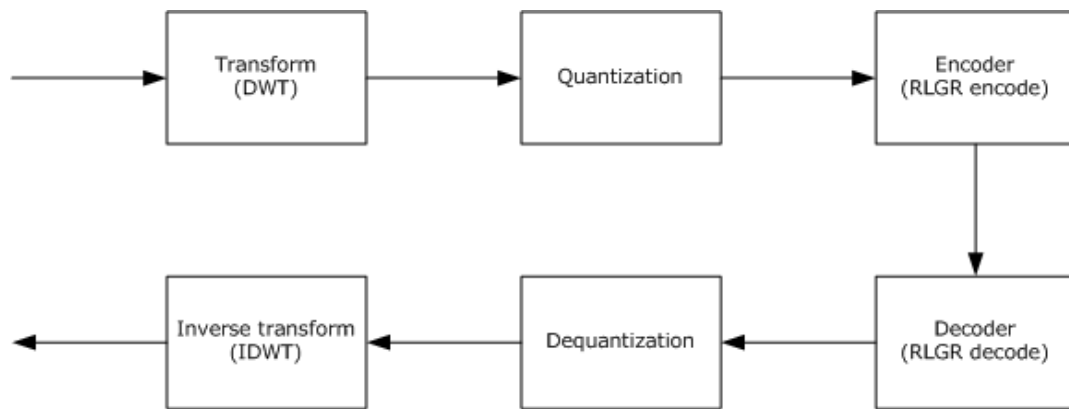 Transform
(DWT)
Quantization
Encoder
(RLGR encode)
Inverse transform
(IDWT)
Dequantization
Decoder
(RLGR decode)